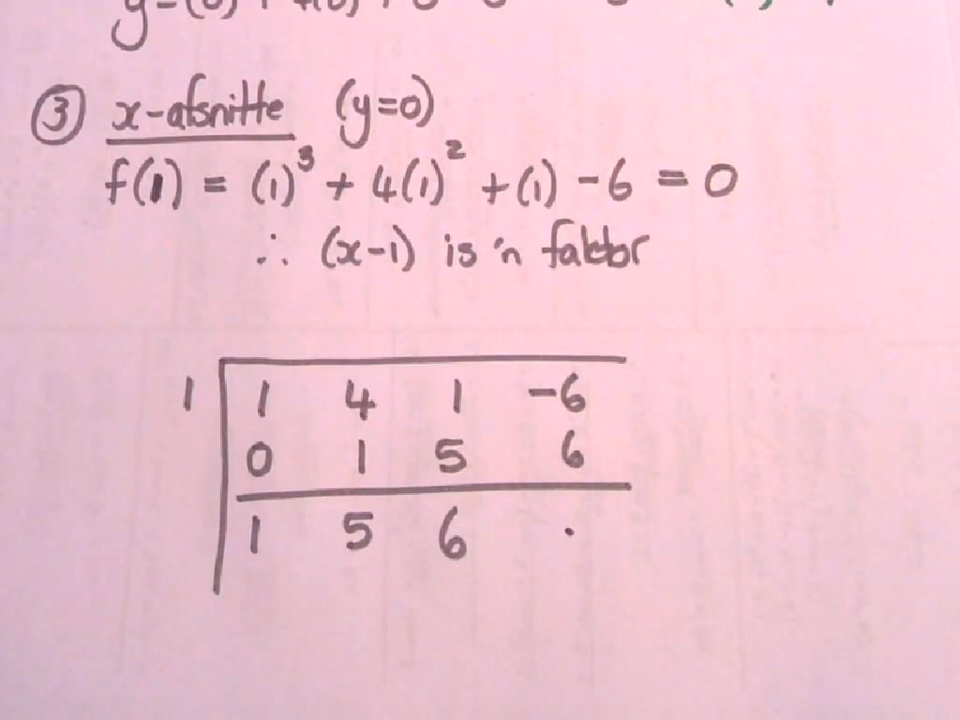 ③ x-afsnitte (y=0)
f(1) = (1)³ + 4(1)² + (1) - 6 = 0
∴ (x-1) is 'n faktor
1 | 1 4 1 -6
0 1 5 6
1 5 6 ·